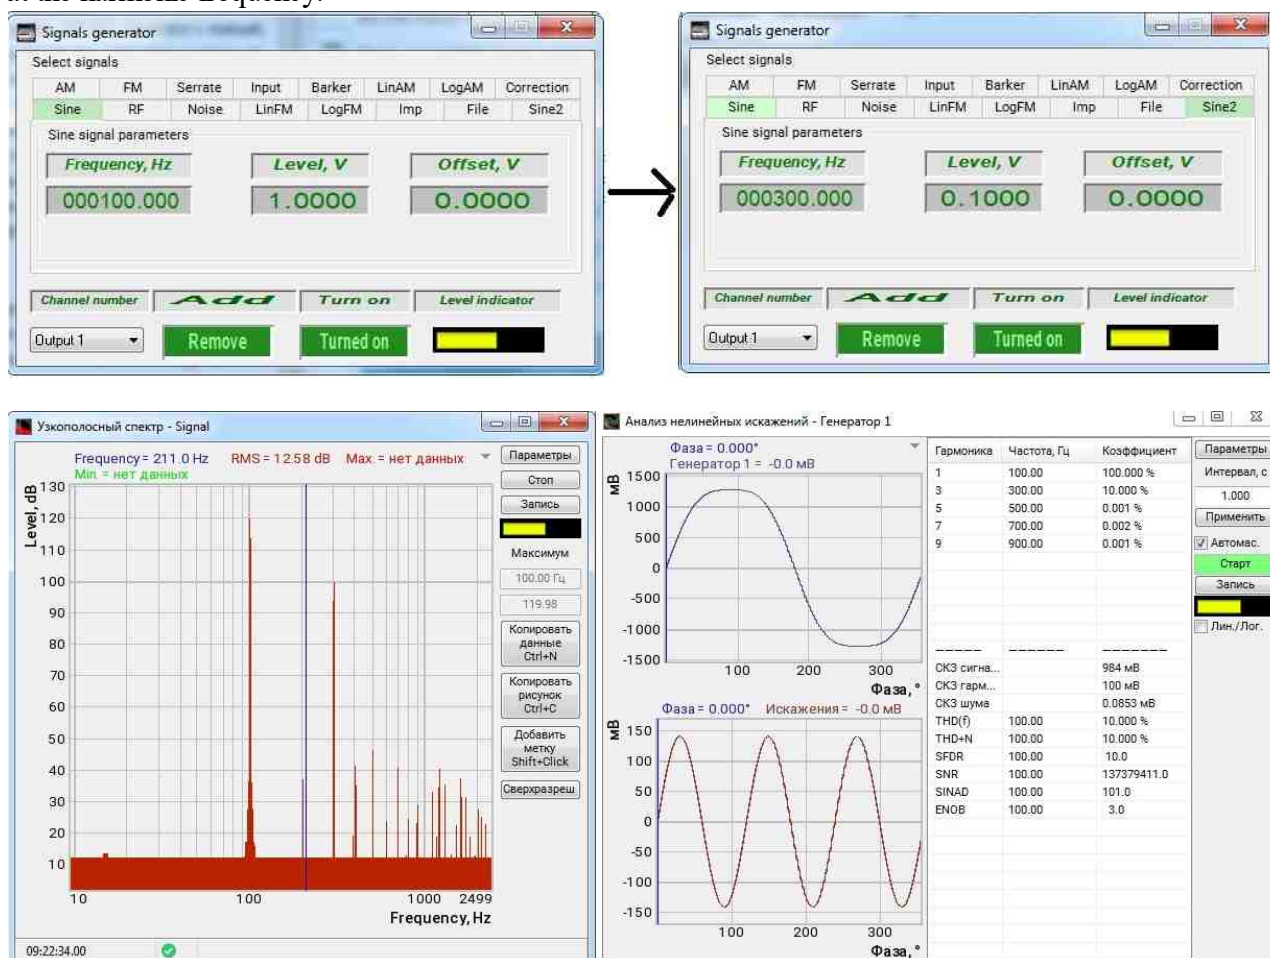 at the harmonic frequency.
Signals generator
Select signals
AM FM Serrate Input Barker LinAM LogAM Correction
Sine RF Noise LinFM LogFM Imp File Sine2
Sine signal parameters
Frequency, Hz Level, V Offset, V
000100.000 1.0000 0.0000
Channel number Add Turn on Level indicator
Output 1 Remove Turned on
Signals generator
Select signals
AM FM Serrate Input Barker LinAM LogAM Correction
Sine RF Noise LinFM LogFM Imp File Sine2
Sine signal parameters
Frequency, Hz Level, V Offset, V
000300.000 0.1000 0.0000
Channel number Add Turn on Level indicator
Output 1 Remove Turned on
Узкополосный спектр - Signal
Frequency = 211.0 Hz RMS = 12.58 dB Max. = нет данных
Min. = нет данных
Level, dB
130
120
110
100
90
80
70
60
50
40
30
20
10
10 100 1000 2499
Frequency, Hz
Параметры
Стоп
Запись
Максимум
100.00 Гц
119.98
Копировать
данные
Ctrl+N
Копировать
рисунок
Ctrl+C
Добавить
метку
Shift+Click
Сверхразреш
09:22:34.00
Анализ нелинейных искажений - Генератор 1
Фаза = 0.000°
Генератор 1 = -0.0 мВ
мВ
1500
1000
500
0
-500
-1000
-1500
100 200 300
Фаза, °
Фаза = 0.000° Искажения = -0.0 мВ
мВ
150
100
50
0
-50
-100
-150
100 200 300
Фаза, °
Гармоника Частота, Гц Коэффициент
1 100.00 100.000 %
3 300.00 10.000 %
5 500.00 0.001 %
7 700.00 0.002 %
9 900.00 0.001 %
----- ------ -------
СКЗ сигна... 984 мВ
СКЗ гарм... 100 мВ
СКЗ шума 0.0853 мВ
THD(f) 100.00 10.000 %
THD+N 100.00 10.000 %
SFDR 100.00 10.0
SNR 100.00 137379411.0
SINAD 100.00 101.0
ENOB 100.00 3.0
Параметры
Интервал, с
1.000
Применить
Автомас.
Старт
Запись
Лин./Лог.